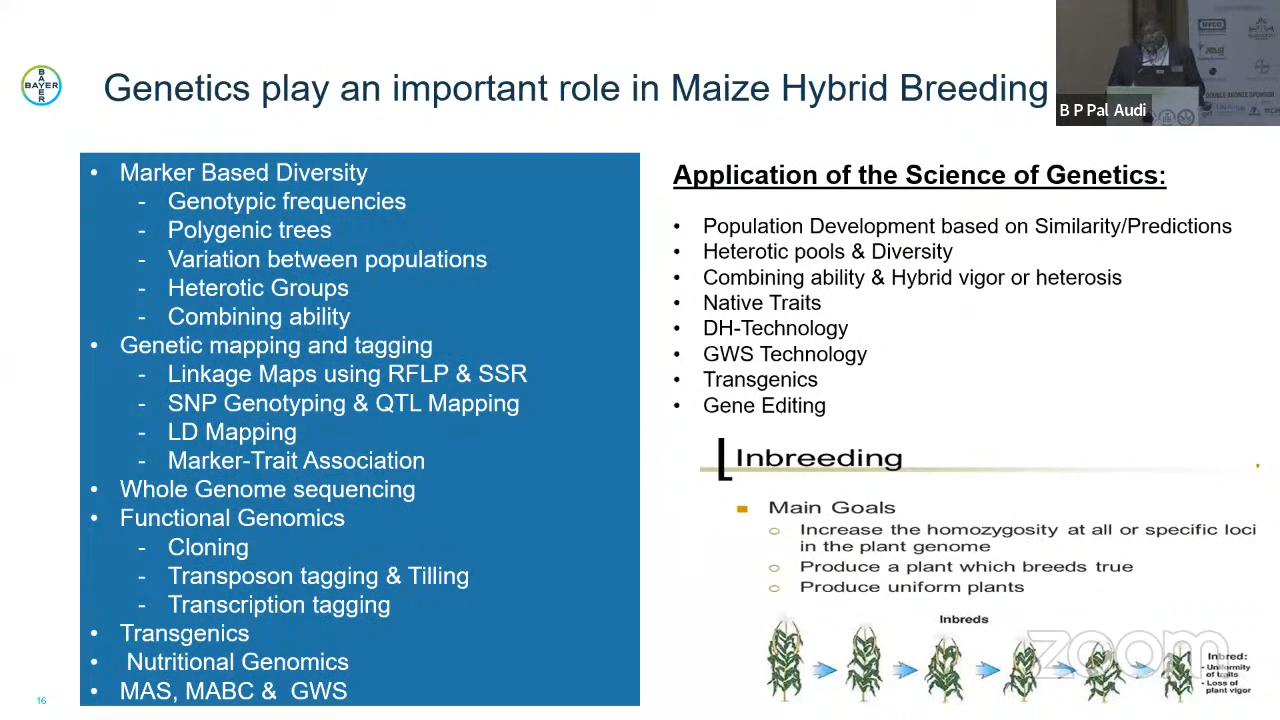 BAYER
BAYER
Genetics play an important role in Maize Hybrid Breeding
B P Pal Audi
DOUBLE BRONZE SPONSOR
• Marker Based Diversity
- Genotypic frequencies
- Polygenic trees
- Variation between populations
- Heterotic Groups
- Combining ability
• Genetic mapping and tagging
- Linkage Maps using RFLP & SSR
- SNP Genotyping & QTL Mapping
- LD Mapping
- Marker-Trait Association
• Whole Genome sequencing
• Functional Genomics
- Cloning
- Transposon tagging & Tilling
- Transcription tagging
• Transgenics
• Nutritional Genomics
• MAS, MABC & GWS
Application of the Science of Genetics:
• Population Development based on Similarity/Predictions
• Heterotic pools & Diversity
• Combining ability & Hybrid vigor or heterosis
• Native Traits
• DH-Technology
• GWS Technology
• Transgenics
• Gene Editing
Inbreeding
Main Goals
Increase the homozygosity at all or specific loci
in the plant genome
Produce a plant which breeds true
Produce uniform plants
Inbreds
zoom
Inbred:
- Uniformity
of traits
- Loss of
plant vigor
16